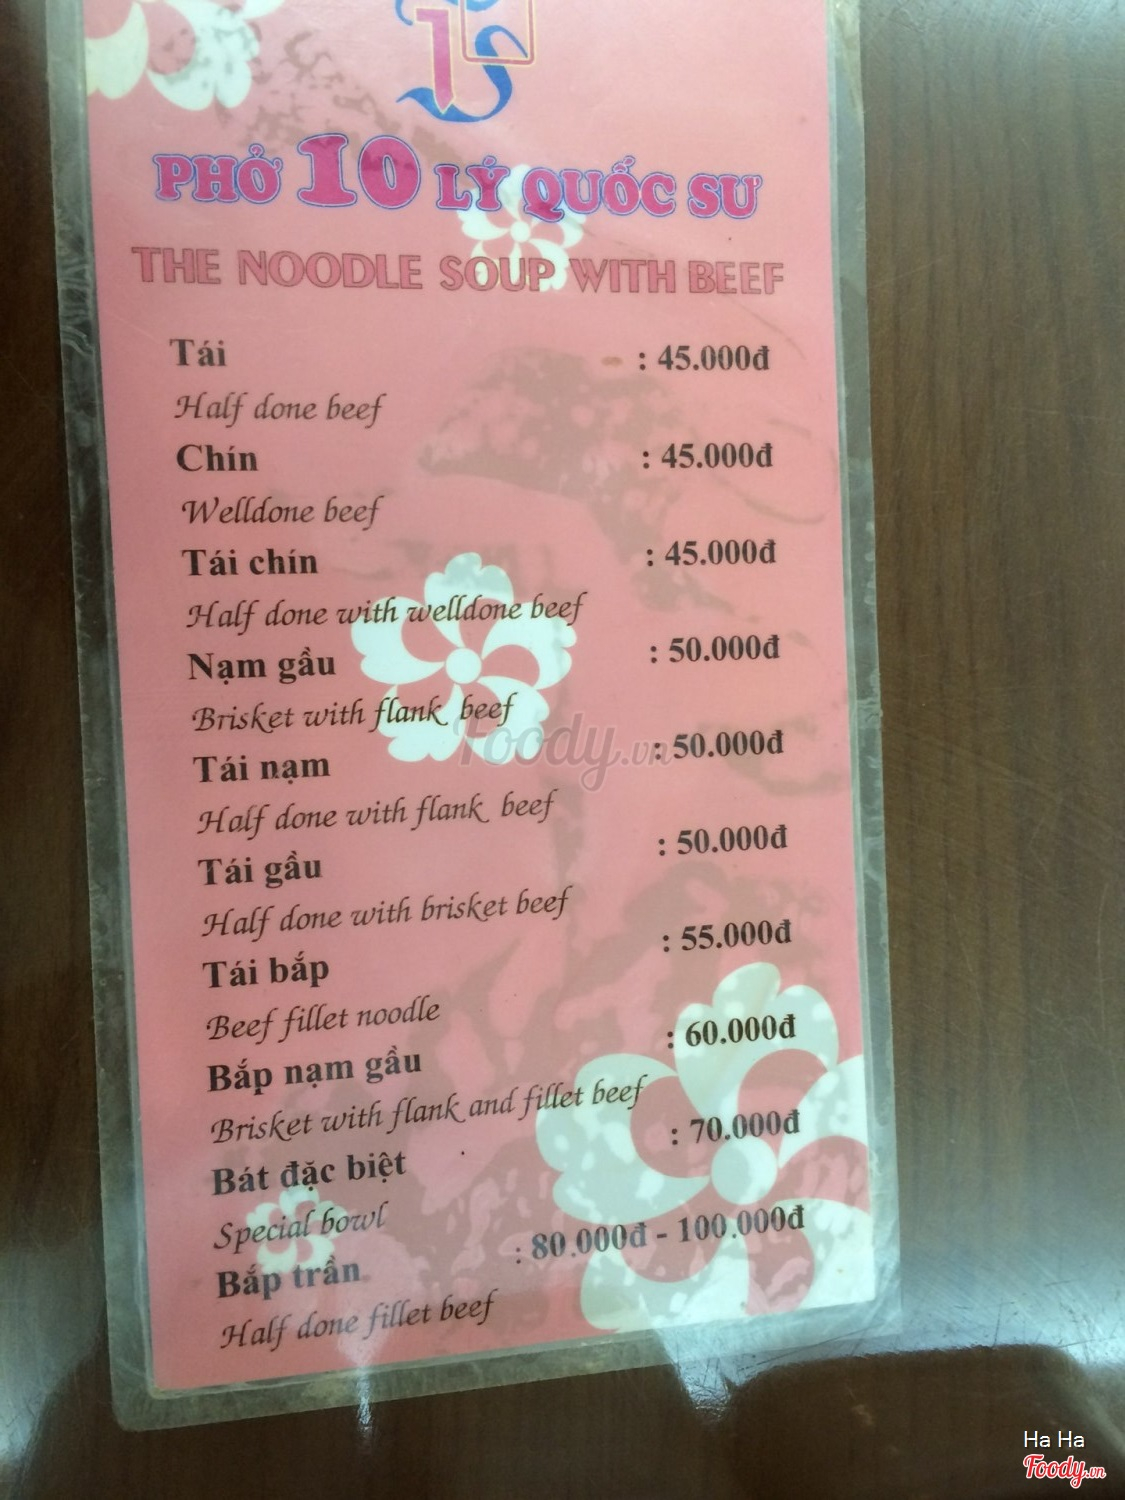 PHỞ 10 LÝ QUỐC SƯ
THE NOODLE SOUP WITH BEEF
Tái : 45.000đ
Half done beef
Chín : 45.000đ
Welldone beef
Tái chín : 45.000đ
Half done with welldone beef
Nạm gầu : 50.000đ
Brisket with flank beef
Tái nạm : 50.000đ
Half done with flank beef
Tái gầu : 50.000đ
Half done with brisket beef
Tái bắp : 55.000đ
Beef fillet noodle
Bắp nạm gầu : 60.000đ
Brisket with flank and fillet beef
Bát đặc biệt : 70.000đ
Special bowl
Bắp trần : 80.000đ - 100.000đ
Half done fillet beef
Foody.vn
Ha Ha
Foody.vn